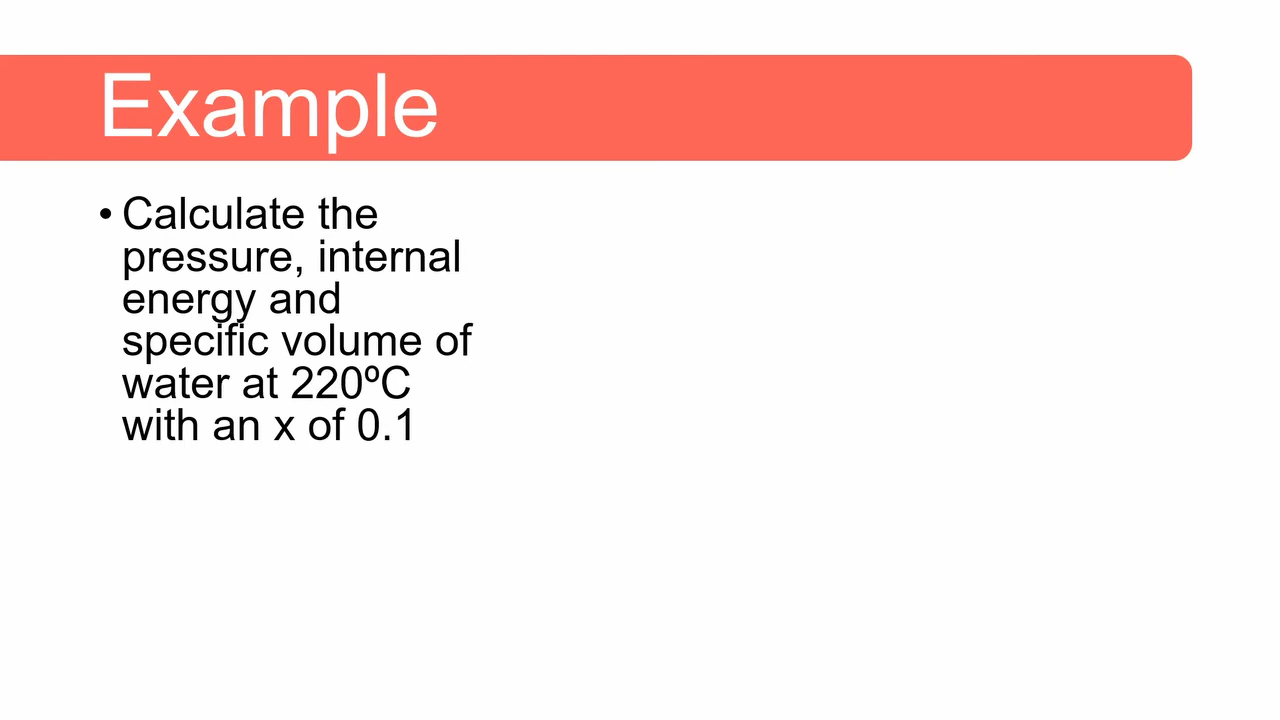 Example
• Calculate the
pressure, internal
energy and
specific volume of
water at 220ºC
with an x of 0.1